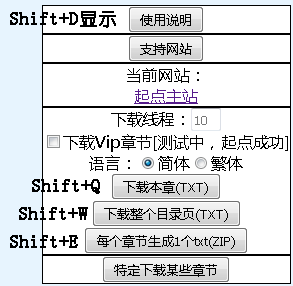 Shift+D显示 使用说明
支持网站
当前网站：
起点主站
下载线程：10
下载Vip章节[测试中，起点成功]
语言： 简体 繁体
Shift+Q 下载本章(TXT)
Shift+W 下载整个目录页(TXT)
Shift+E 每个章节生成1个txt(ZIP)
特定下载某些章节